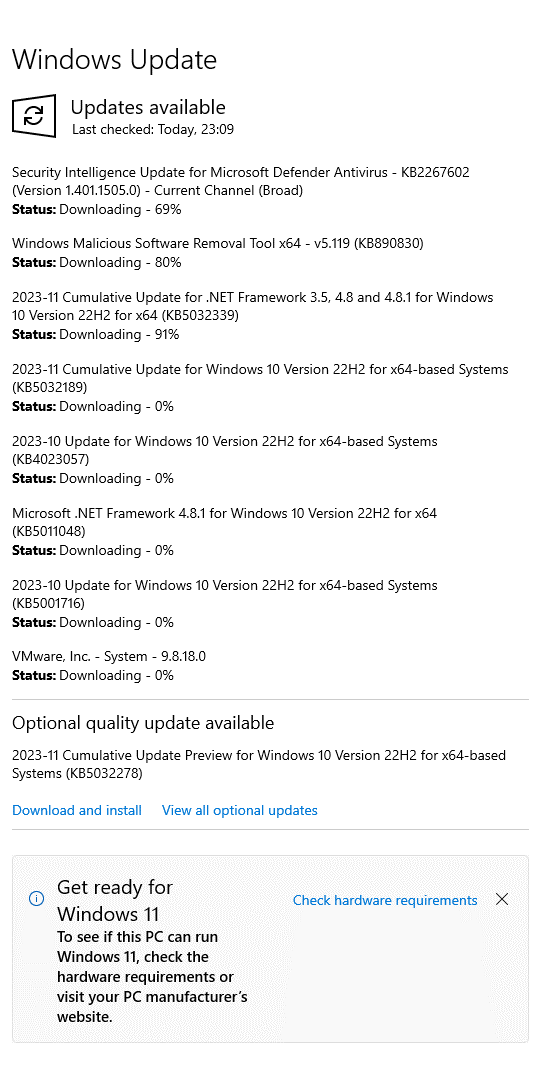 Windows Update
Updates available
Last checked: Today, 23:09
Security Intelligence Update for Microsoft Defender Antivirus - KB2267602
(Version 1.401.1505.0) - Current Channel (Broad)
Status: Downloading - 69%
Windows Malicious Software Removal Tool x64 - v5.119 (KB890830)
Status: Downloading - 80%
2023-11 Cumulative Update for .NET Framework 3.5, 4.8 and 4.8.1 for Windows
10 Version 22H2 for x64 (KB5032339)
Status: Downloading - 91%
2023-11 Cumulative Update for Windows 10 Version 22H2 for x64-based Systems
(KB5032189)
Status: Downloading - 0%
2023-10 Update for Windows 10 Version 22H2 for x64-based Systems
(KB4023057)
Status: Downloading - 0%
Microsoft .NET Framework 4.8.1 for Windows 10 Version 22H2 for x64
(KB5011048)
Status: Downloading - 0%
2023-10 Update for Windows 10 Version 22H2 for x64-based Systems
(KB5001716)
Status: Downloading - 0%
VMware, Inc. - System - 9.8.18.0
Status: Downloading - 0%
Optional quality update available
2023-11 Cumulative Update Preview for Windows 10 Version 22H2 for x64-based
Systems (KB5032278)
Download and install View all optional updates
Get ready for
Windows 11
Check hardware requirements
To see if this PC can run
Windows 11, check the
hardware requirements or
visit your PC manufacturer's
website.